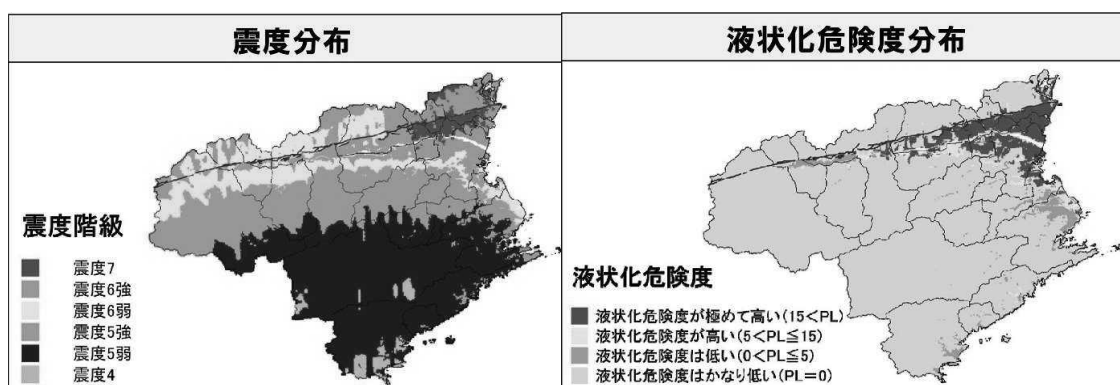 震度分布
液状化危険度分布
震度階級
震度7
震度6強
震度6弱
震度5強
震度5弱
震度4
液状化危険度
液状化危険度が極めて高い(15<PL)
液状化危険度が高い(5<PL≦15)
液状化危険度は低い(0<PL≦5)
液状化危険度はかなり低い(PL=0)